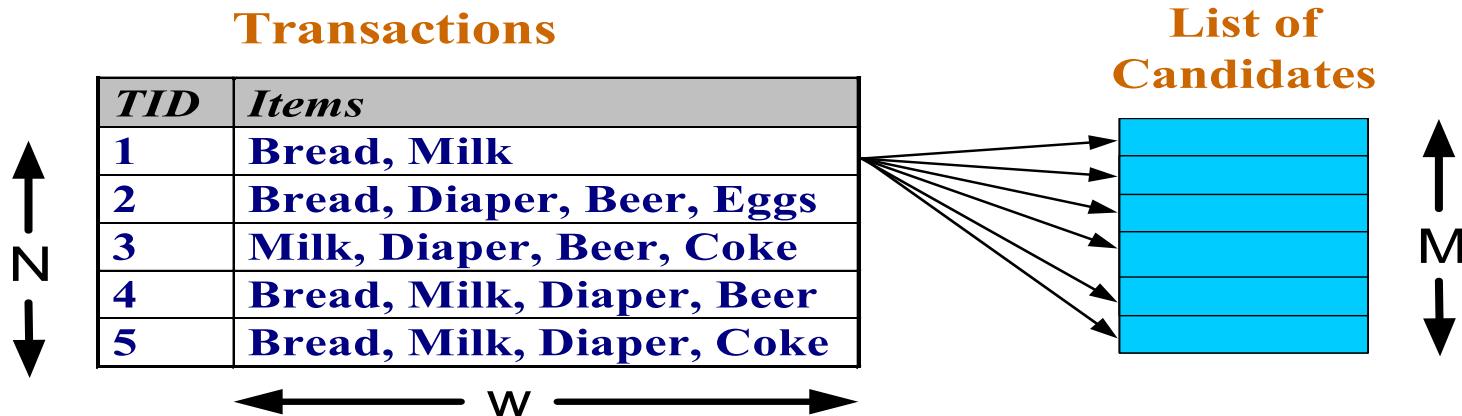 Transactions
List of
Candidates
TID Items
1 Bread, Milk
2 Bread, Diaper, Beer, Eggs
3 Milk, Diaper, Beer, Coke
4 Bread, Milk, Diaper, Beer
5 Bread, Milk, Diaper, Coke
N
M
w